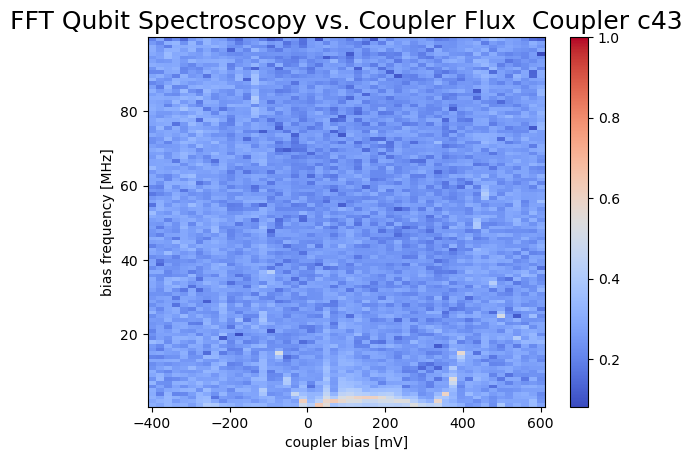 FFT Qubit Spectroscopy vs. Coupler Flux  Coupler c43
1.0
80
0.8
60
0.6
bias frequency [MHz]
40
0.4
20
0.2
−400 −200 0 200 400 600
coupler bias [mV]